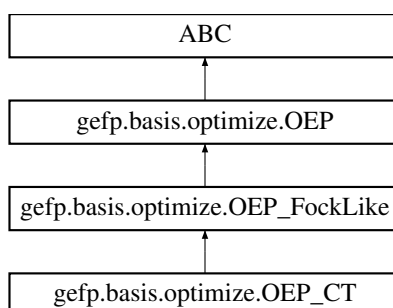 ABC
gefp.basis.optimize.OEP
gefp.basis.optimize.OEP_FockLike
gefp.basis.optimize.OEP_CT